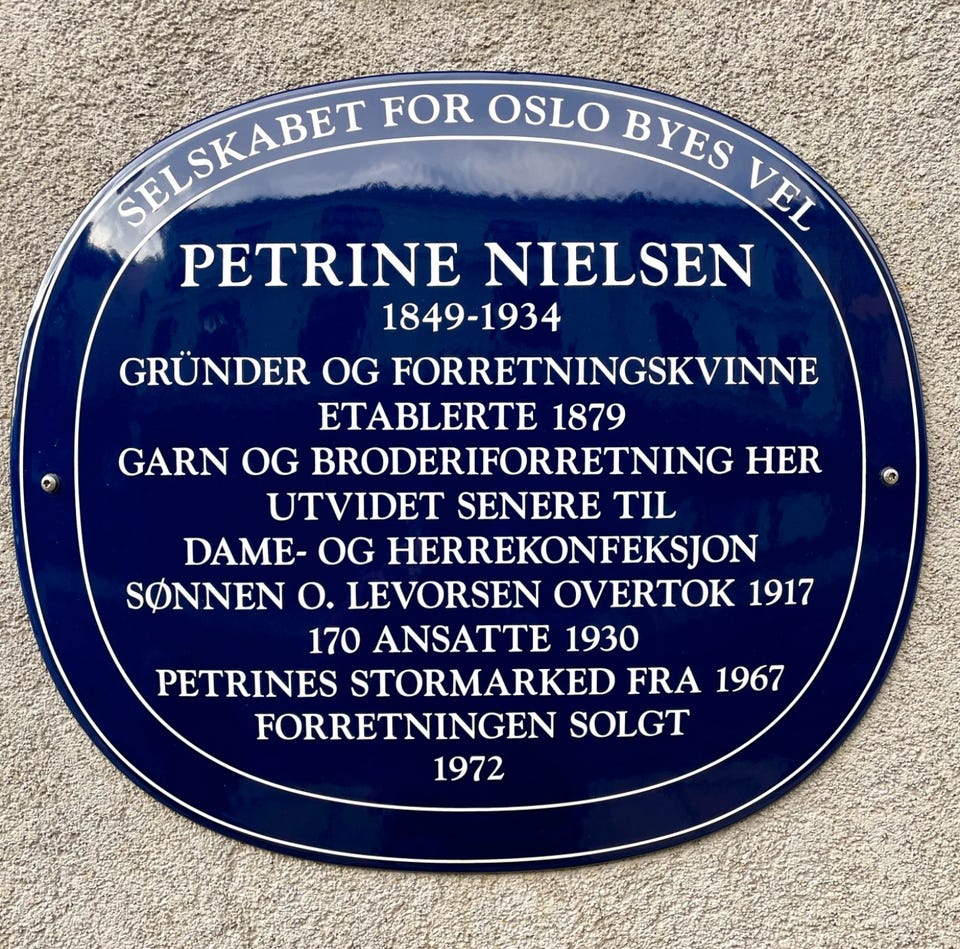 SELSKABET FOR OSLO BYES VEL
PETRINE NIELSEN
1849-1934
GRÜNDER OG FORRETNINGSKVINNE
ETABLERTE 1879
GARN OG BRODERIFORRETNING HER
UTVIDET SENERE TIL
DAME- OG HERREKONFEKSJON
SØNNEN O. LEVORSEN OVERTOK 1917
170 ANSATTE 1930
PETRINES STORMARKED FRA 1967
FORRETNINGEN SOLGT
1972